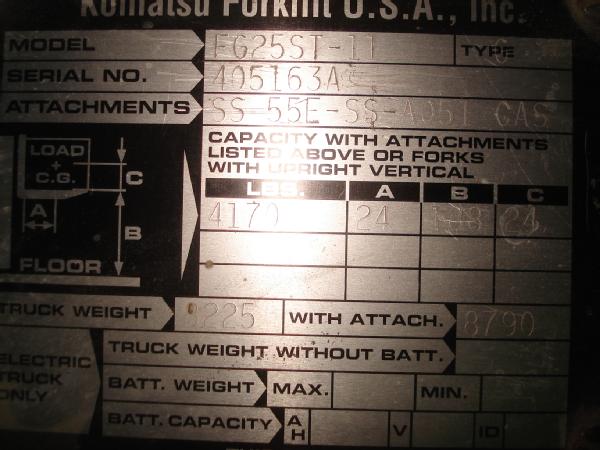 Komatsu Forklift U.S.A., Inc.
MODEL FG25ST-11 TYPE
SERIAL NO. 405163A
ATTACHMENTS SS-55E-SS-A051 CAS
LOAD + C.G.
CAPACITY WITH ATTACHMENTS
LISTED ABOVE OR FORKS
WITH UPRIGHT VERTICAL
LBS. A B C
4170 24 24
A B C
FLOOR
TRUCK WEIGHT 225 WITH ATTACH. 8790
ELECTRIC TRUCK ONLY
TRUCK WEIGHT WITHOUT BATT.
BATT. WEIGHT MAX. MIN.
BATT. CAPACITY AH V ID